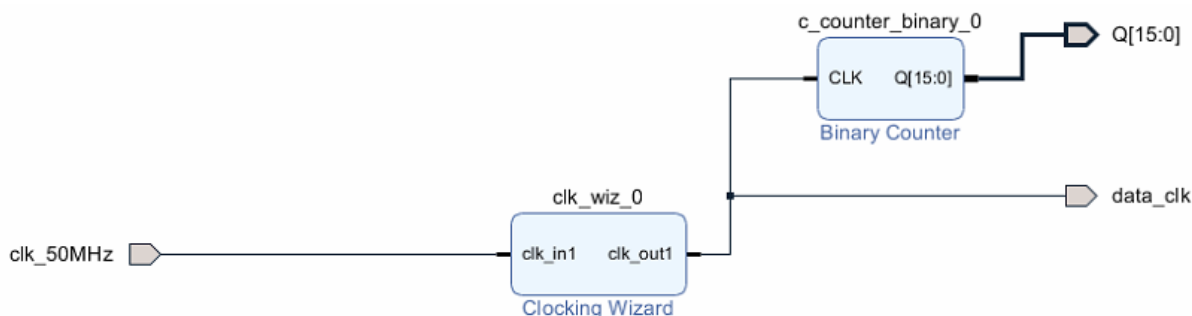 c_counter_binary_0
CLK
Q[15:0]
Q[15:0]
Binary Counter
data_clk
clk_wiz_0
clk_50MHz
clk_in1
clk_out1
Clocking Wizard